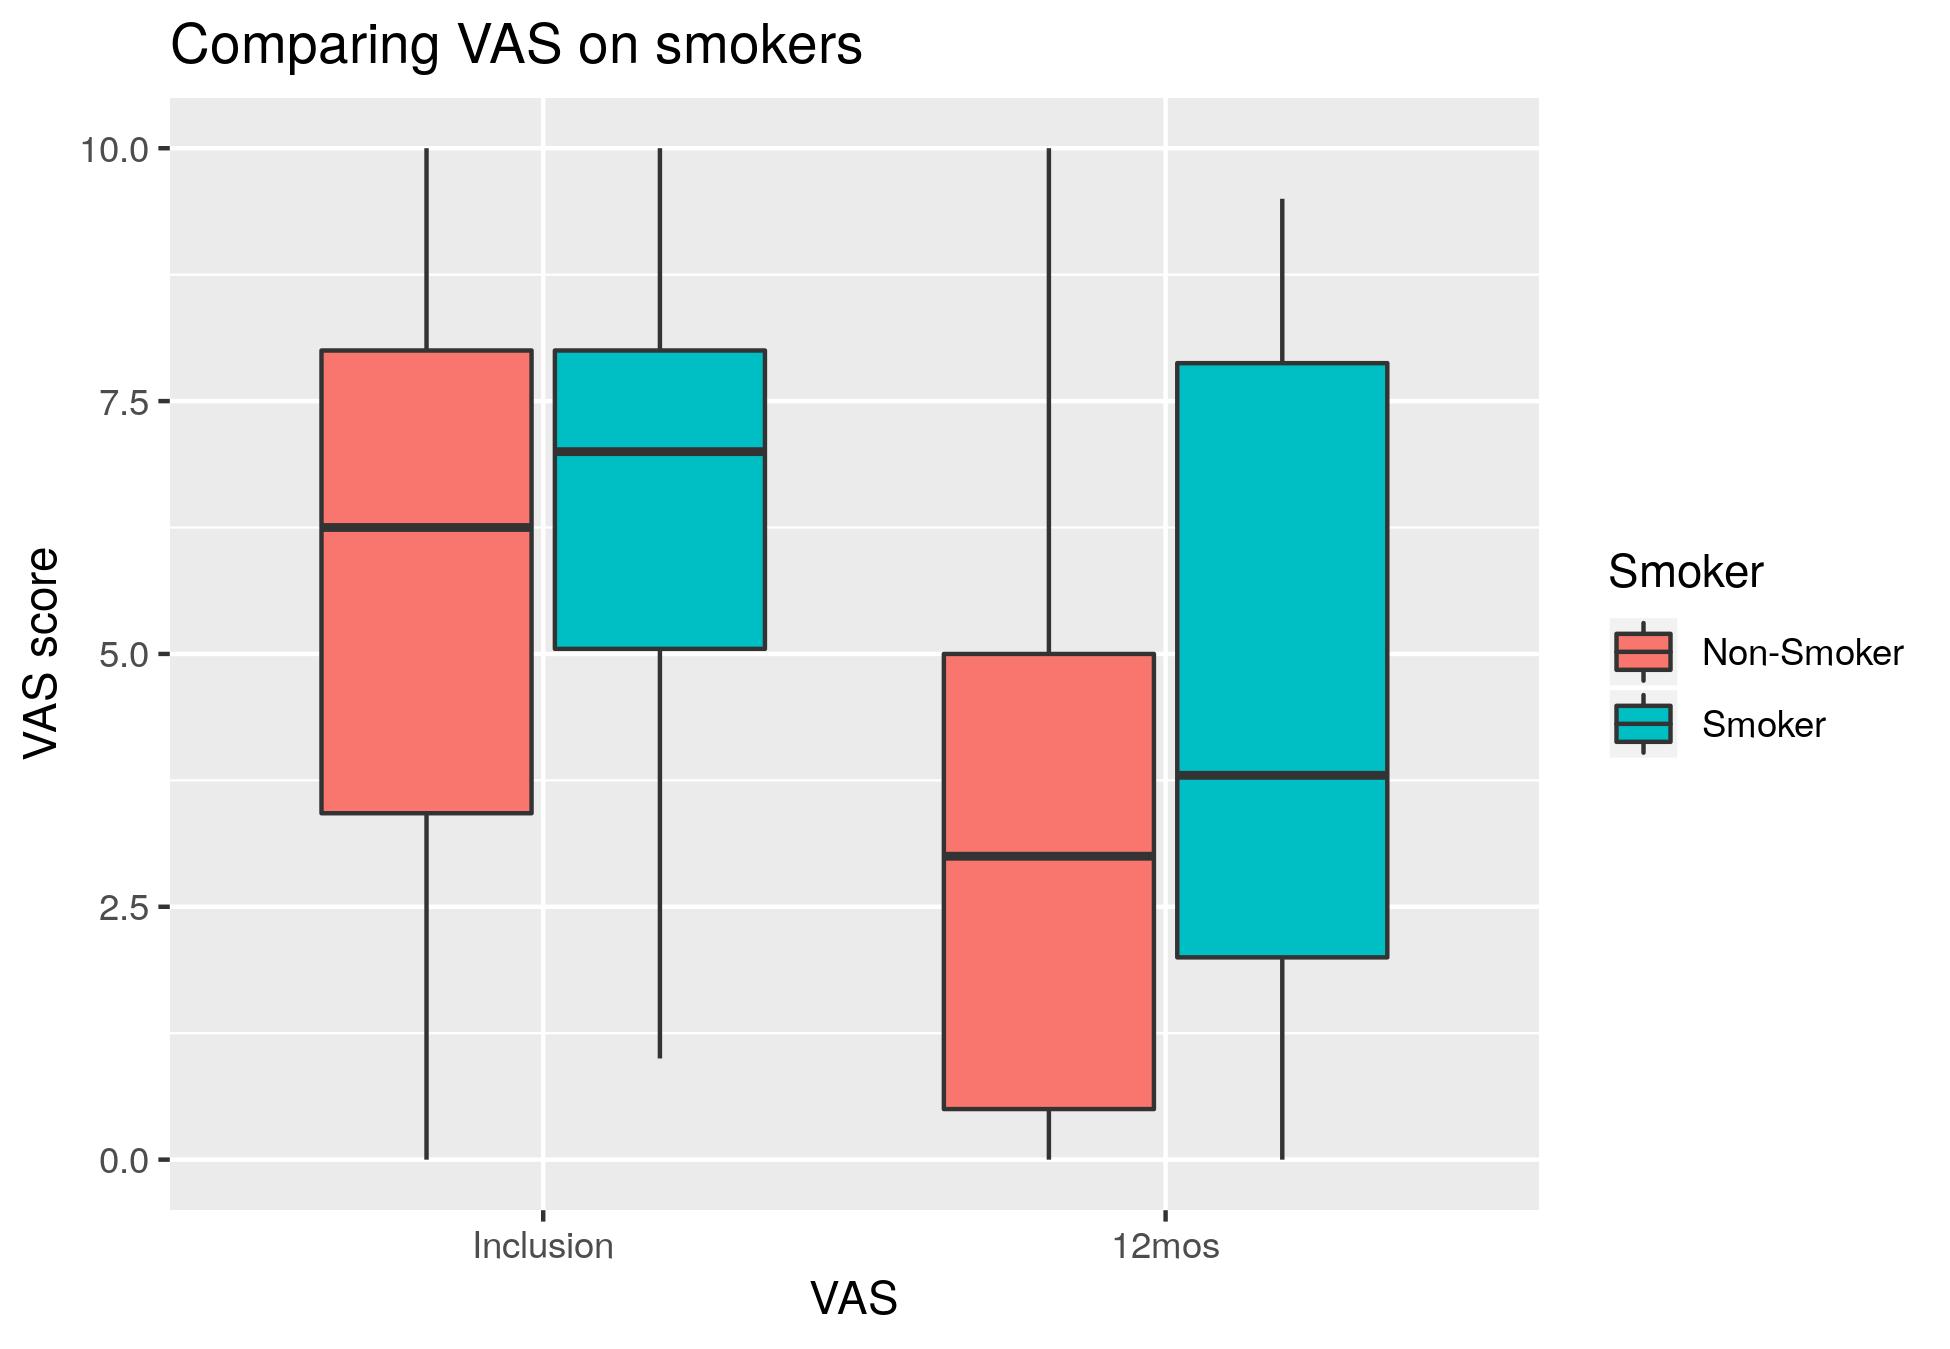 Comparing VAS on smokers
10.0
7.5
5.0
2.5
0.0
VAS score
Inclusion
12mos
VAS
Smoker
Non-Smoker
Smoker